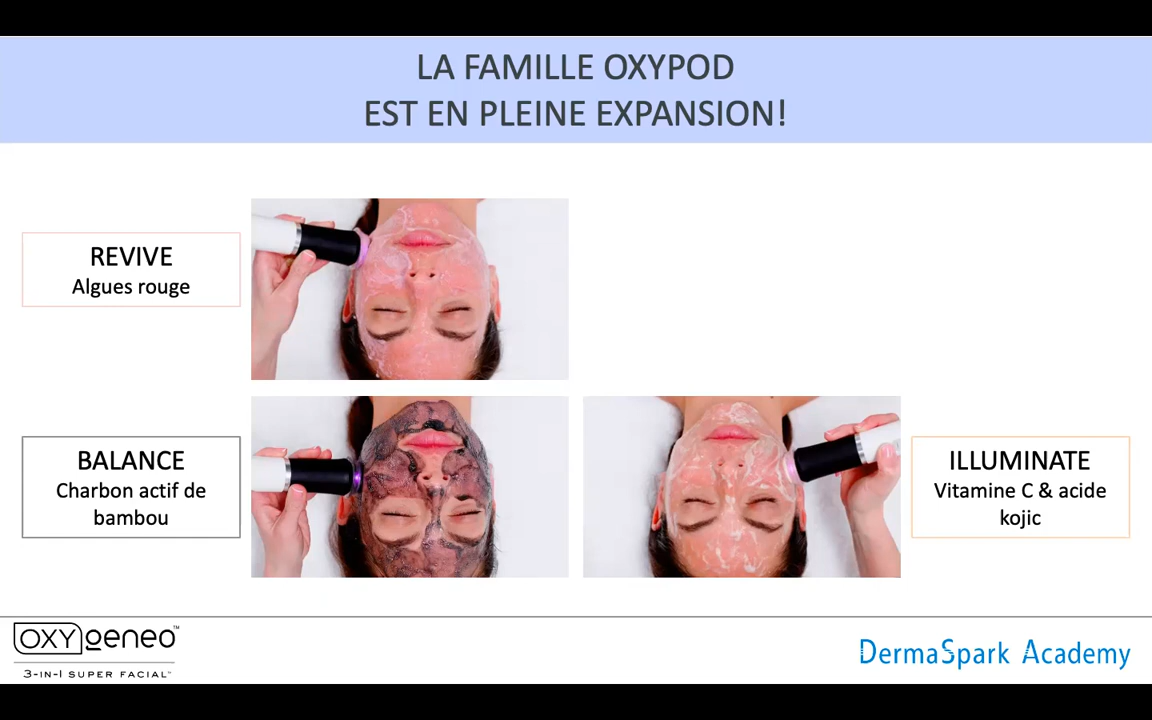 LA FAMILLE OXYPOD
EST EN PLEINE EXPANSION!
REVIVE
Algues rouge
BALANCE
Charbon actif de
bambou
ILLUMINATE
Vitamine C & acide
kojic
OXYgeneo™
3-IN-1 SUPER FACIAL™
DermaSpark Academy